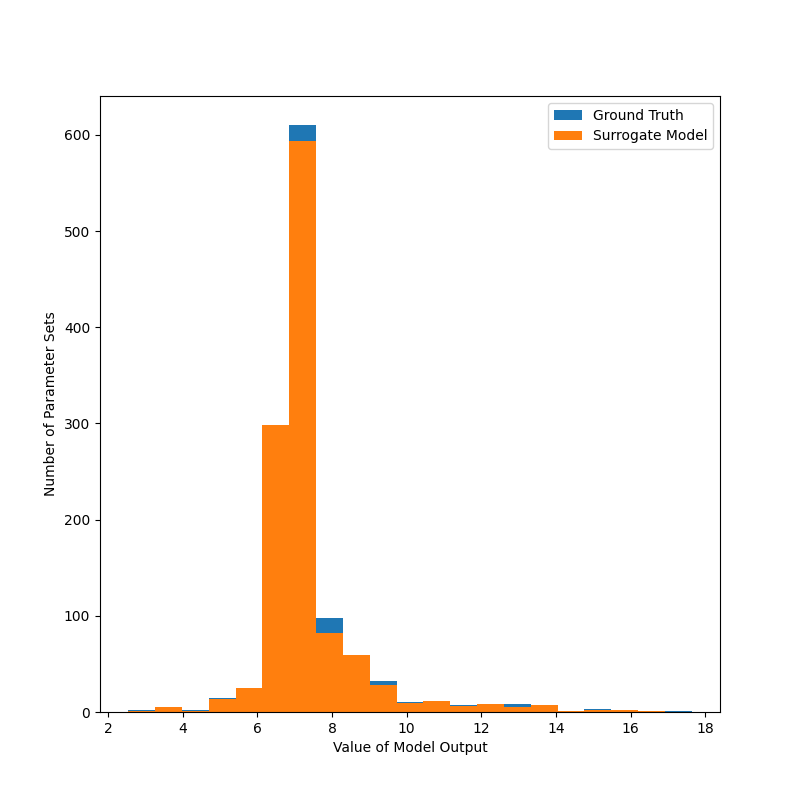 Ground Truth
Surrogate Model
600
500
400
300
200
100
0
Number of Parameter Sets
2 4 6 8 10 12 14 16 18
Value of Model Output